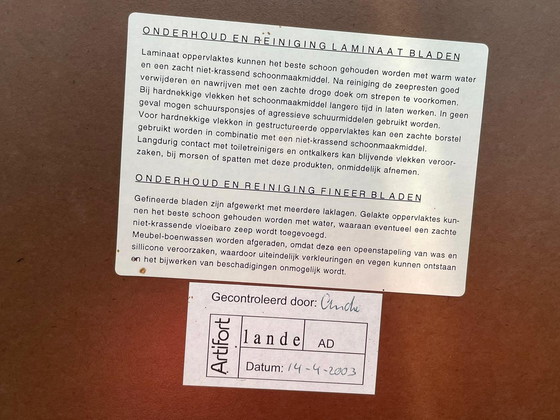 ONDERHOUD EN REINIGING LAMINAAT BLADEN
Laminaat oppervlaktes kunnen het beste schoon gehouden worden met warm water
en een zacht niet-krassend schoonmaakmiddel. Na reiniging de zeepresten goed
verwijderen en nawrijven met een zachte droge doek om strepen te voorkomen.
Bij hardnekkige vlekken het schoonmaakmiddel langere tijd in laten werken. In geen
geval mogen schuursponsjes of agressieve schuurmiddelen gebruikt worden.
Voor hardnekkige vlekken in gestructureerde oppervlaktes kan een zachte borstel
gebruikt worden in combinatie met een niet-krassend schoonmaakmiddel.
Langdurig contact met toiletreinigers en ontkalkers kan blijvende vlekken veroor-
zaken, bij morsen of spatten met deze produkten, onmiddelijk afnemen.
ONDERHOUD EN REINIGING FINEER BLADEN
Gefineerde bladen zijn afgewerkt met meerdere laklagen. Gelakte oppervlaktes kun-
nen het beste schoon gehouden worden met water, waaraan eventueel een zachte
niet-krassende vloeibare zeep wordt toegevoegd.
Meubel-boenwassen worden afgeraden, omdat deze een opeenstapeling van was en
sillicone veroorzaken, waardoor uiteindelijk verkleuringen en vegen kunnen ontstaan
en het bijwerken van beschadigingen onmogelijk wordt.
Gecontroleerd door:
Artifort
lande AD
Datum: 14-4-2003